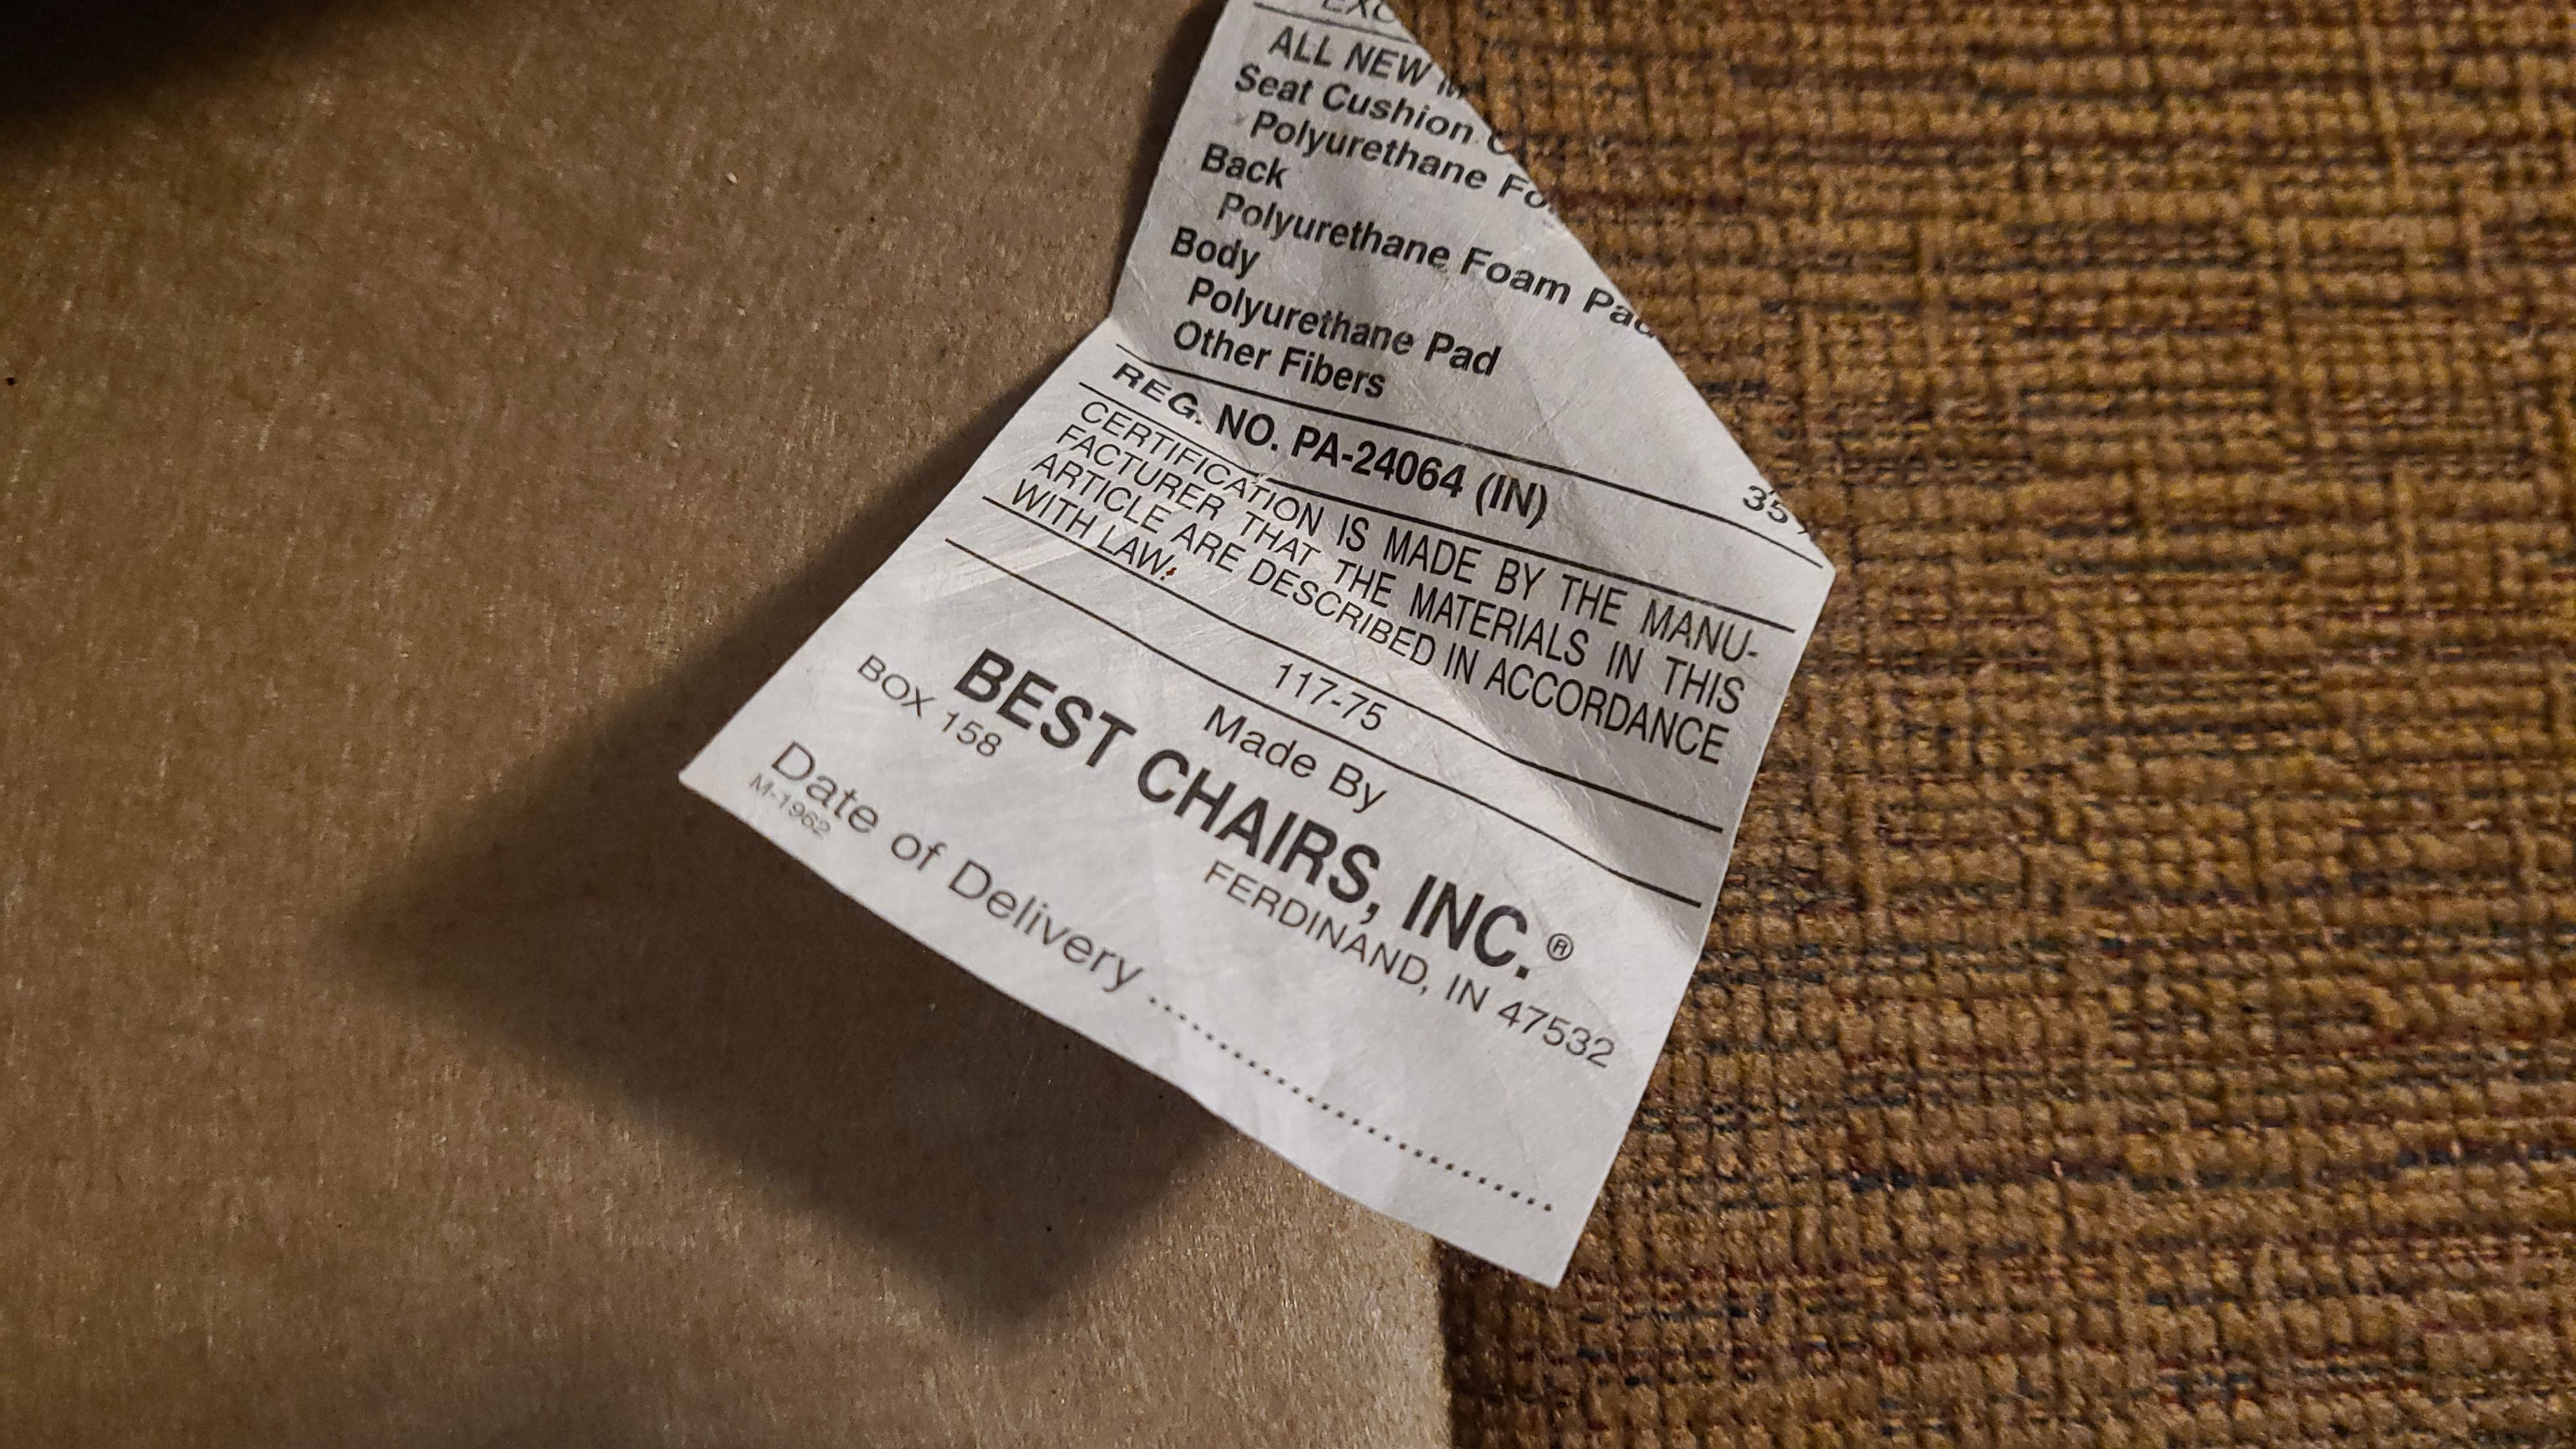 ALL NEW
Seat Cushion
Polyurethane
Back
Polyurethane Foam
Body
Polyurethane Pad
Other Fibers
REG. NO. PA-24064 (IN)
CERTIFICATION IS MADE BY THE MANU-
FACTURER THAT THE MATERIALS IN THIS
ARTICLE ARE DESCRIBED IN ACCORDANCE
WITH LAW.
117-75
Made By
BEST CHAIRS, INC.®
BOX 158 FERDINAND, IN 47532
Date of Delivery ........................................
M-1962